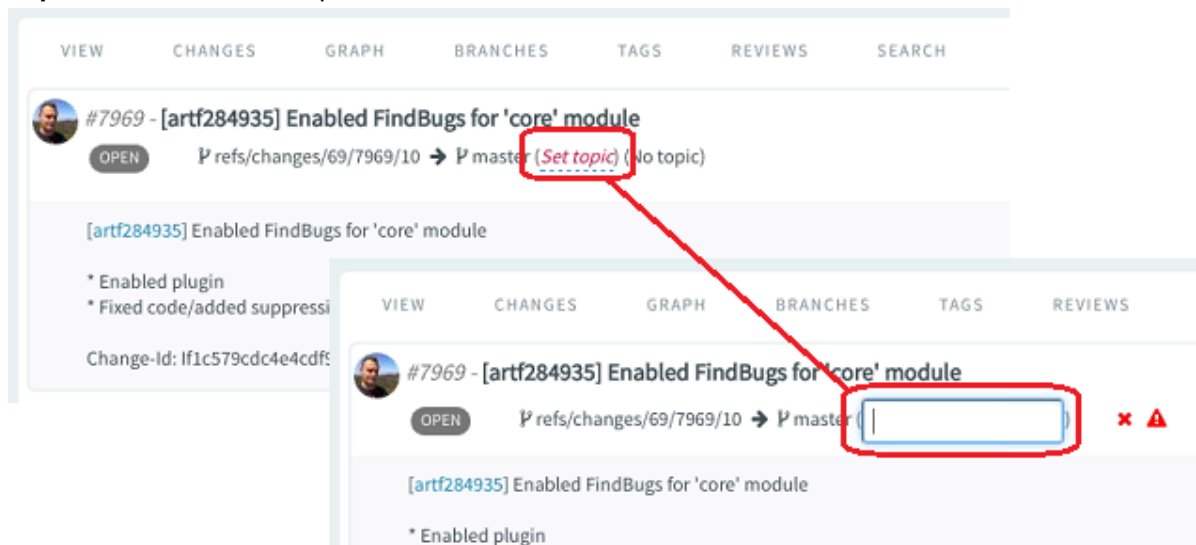 VIEW CHANGES GRAPH BRANCHES TAGS REVIEWS SEARCH
#7969 - [artf284935] Enabled FindBugs for 'core' module
OPEN refs/changes/69/7969/10 → master (Set topic) (No topic)
[artf284935] Enabled FindBugs for 'core' module
* Enabled plugin
* Fixed code/added suppressi
Change-Id: If1c579cdc4e4cdf9
VIEW CHANGES GRAPH BRANCHES TAGS REVIEWS
#7969 - [artf284935] Enabled FindBugs for 'core' module
OPEN refs/changes/69/7969/10 → master ( )
[artf284935] Enabled FindBugs for 'core' module
* Enabled plugin